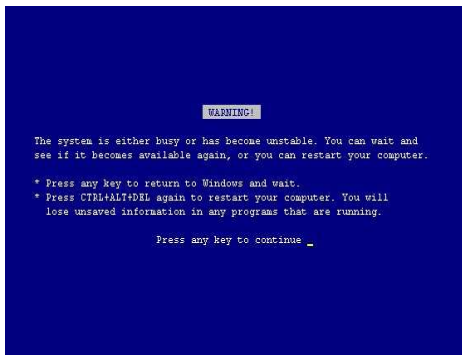 WARNING!
The system is either busy or has become unstable. You can wait and
see if it becomes available again, or you can restart your computer.
* Press any key to return to Windows and wait.
* Press CTRL+ALT+DEL again to restart your computer. You will
lose unsaved information in any programs that are running.
Press any key to continue _